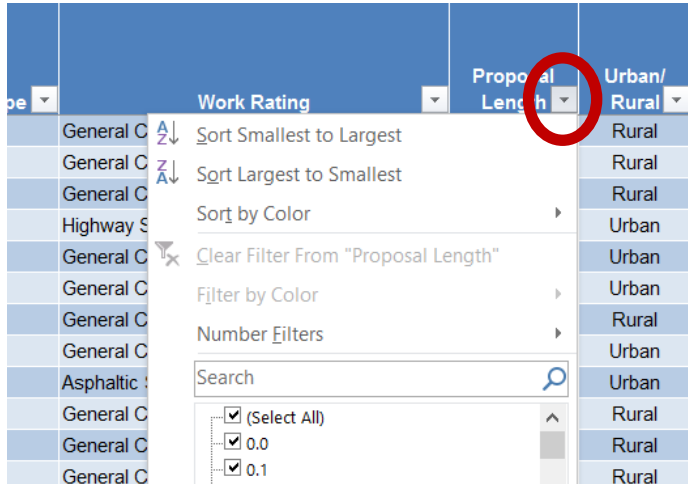 Proposal Urban/
pe Work Rating Length Rural
General C Rural
General C Rural
General C Rural
Highway S Urban
General C Urban
General C Urban
General C Rural
General C Urban
Asphaltic Urban
General C Rural
General C Rural
General C Rural
A
Z Sort Smallest to Largest
Z
A Sort Largest to Smallest
Sort by Color
Clear Filter From "Proposal Length"
Filter by Color
Number Filters
Search
(Select All)
0.0
0.1